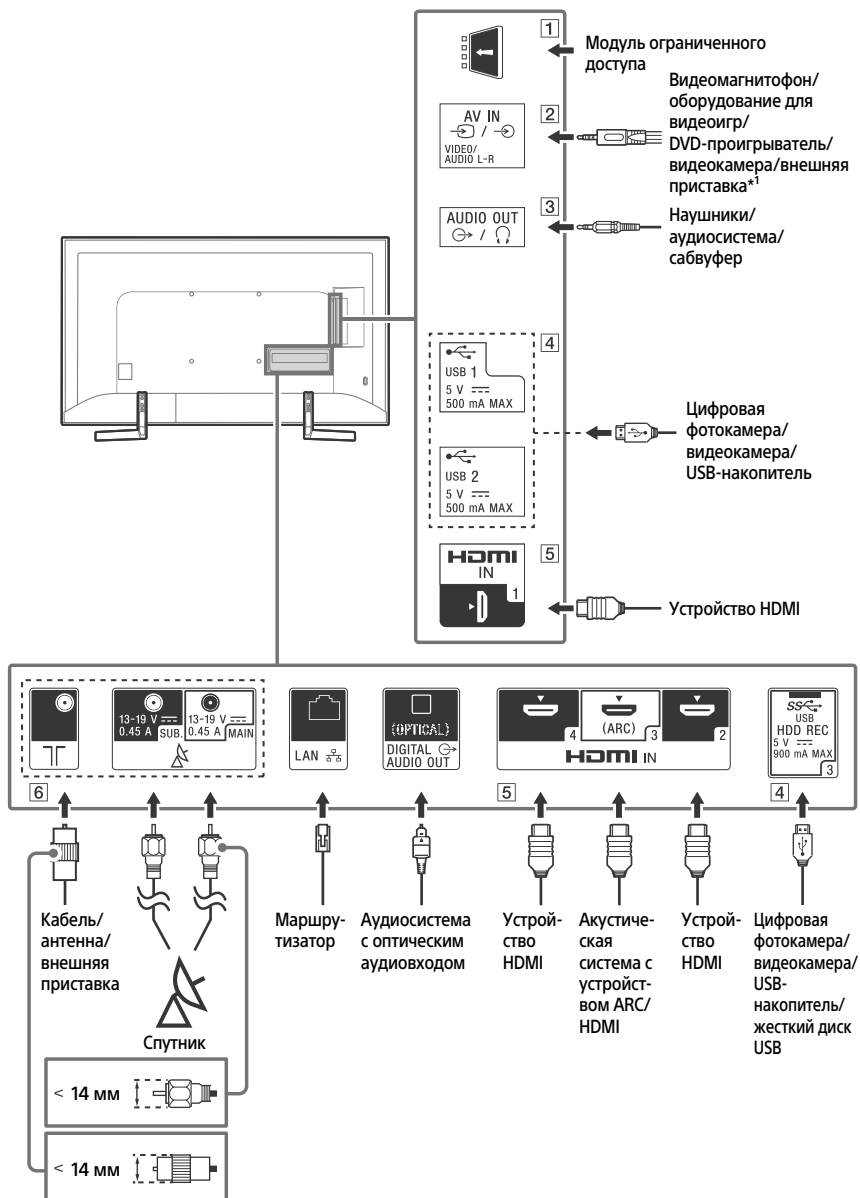 1
Модуль ограниченного
доступа
AV IN
/
VIDEO/
AUDIO L-R
2
Видеомагнитофон/
оборудование для
видеоигр/
DVD-проигрыватель/
видеокамера/внешняя
приставка*1
AUDIO OUT
/
3
Наушники/
аудиосистема/
сабвуфер
4
USB 1
5 V
500 mA MAX
USB 2
5 V
500 mA MAX
Цифровая
фотокамера/
видеокамера/
USB-накопитель
HDMI
IN
1
5
Устройство HDMI
13-19 V
0.45 A
SUB.
13-19 V
0.45 A
MAIN
LAN
(OPTICAL)
DIGITAL
AUDIO OUT
4
(ARC)
3
2
HDMI IN
SS
USB
HDD REC
5 V
900 mA MAX
3
6
5
4
Кабель/
антенна/
внешняя
приставка
Спутник
Маршру-
тизатор
Аудиосистема
с оптическим
аудиовходом
Устрой-
ство
HDMI
Акустиче-
ская
система с
устройст-
вом ARC/
HDMI
Устрой-
ство
HDMI
Цифровая
фотокамера/
видеокамера/
USB-
накопитель/
жесткий диск
USB
< 14 мм
< 14 мм